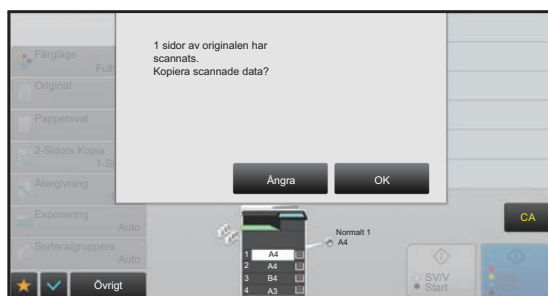 1 sidor av originalen har
scannats.
Kopiera scannade data?
Ångra
OK
Färgläge
Full
Original
Pappersval
2-Sidors Kopia
1-S
Återgivning
Exponering
Auto
Sortera/gruppera
Auto
Övrigt
Normalt 1
A4
1 A4
2 A4
3 B4
4 A3
CA
SV/V
Start